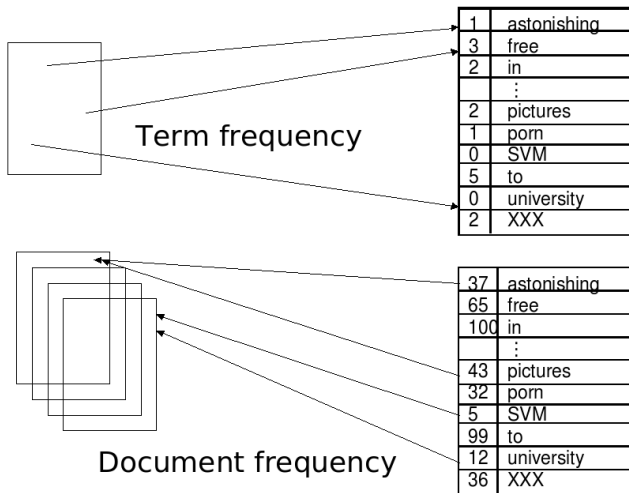 1 astonishing
3 free
2 in
⋮
2 pictures
1 porn
0 SVM
5 to
0 university
2 XXX
Term frequency
37 astonishing
65 free
100 in
⋮
43 pictures
32 porn
5 SVM
99 to
12 university
36 XXX
Document frequency